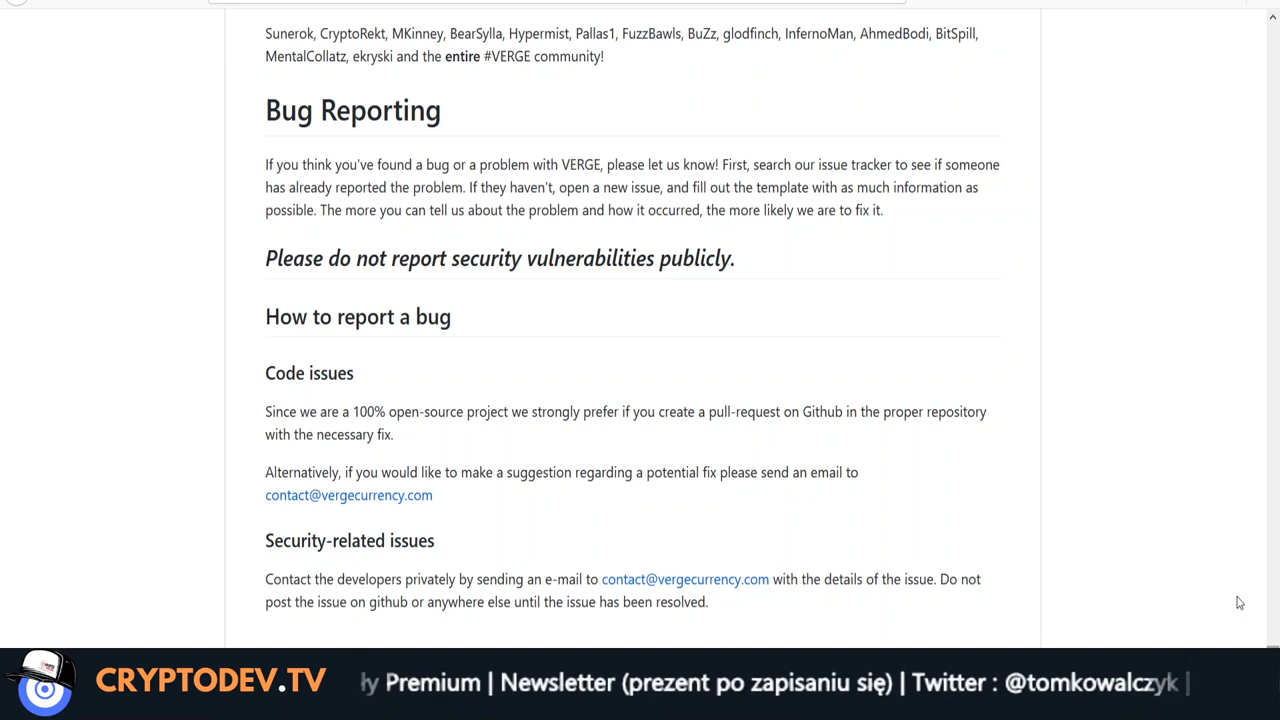 Sunerok, CryptoRekt, MKinney, BearSylla, Hypermist, Pallas1, FuzzBawls, BuZz, glodfinch, InfernoMan, AhmedBodi, BitSpill,
MentalCollatz, ekryski and the entire #VERGE community!
Bug Reporting
If you think you've found a bug or a problem with VERGE, please let us know! First, search our issue tracker to see if someone
has already reported the problem. If they haven't, open a new issue, and fill out the template with as much information as
possible. The more you can tell us about the problem and how it occurred, the more likely we are to fix it.
Please do not report security vulnerabilities publicly.
How to report a bug
Code issues
Since we are a 100% open-source project we strongly prefer if you create a pull-request on Github in the proper repository
with the necessary fix.
Alternatively, if you would like to make a suggestion regarding a potential fix please send an email to
contact@vergecurrency.com
Security-related issues
Contact the developers privately by sending an e-mail to contact@vergecurrency.com with the details of the issue. Do not
post the issue on github or anywhere else until the issue has been resolved.
CRYPTODEV.TV
Premium | Newsletter (prezent po zapisaniu się) | Twitter : @tomkowalczyk |